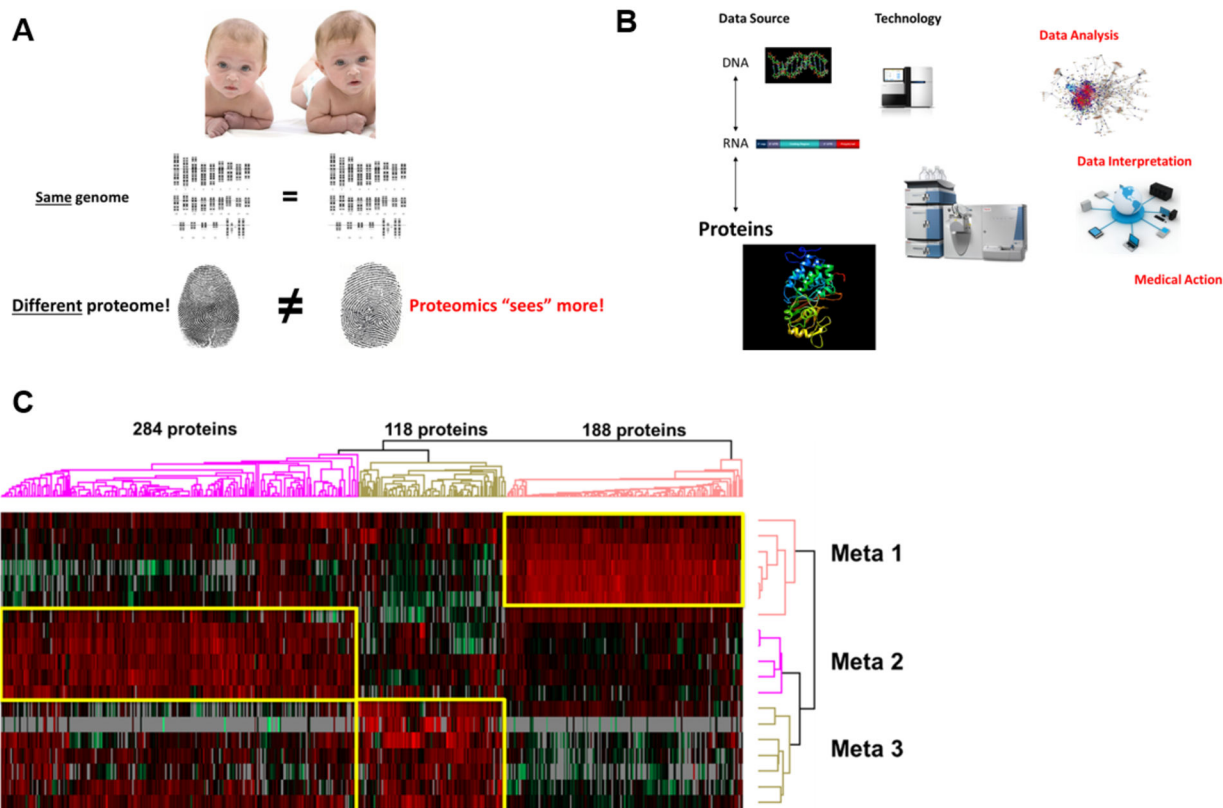 A
Same genome
=
Different proteome!
≠
Proteomics “sees” more!
B
Data Source
Technology
Data Analysis
DNA
RNA
Data Interpretation
Proteins
Medical Action
C
284 proteins
118 proteins
188 proteins
Meta 1
Meta 2
Meta 3